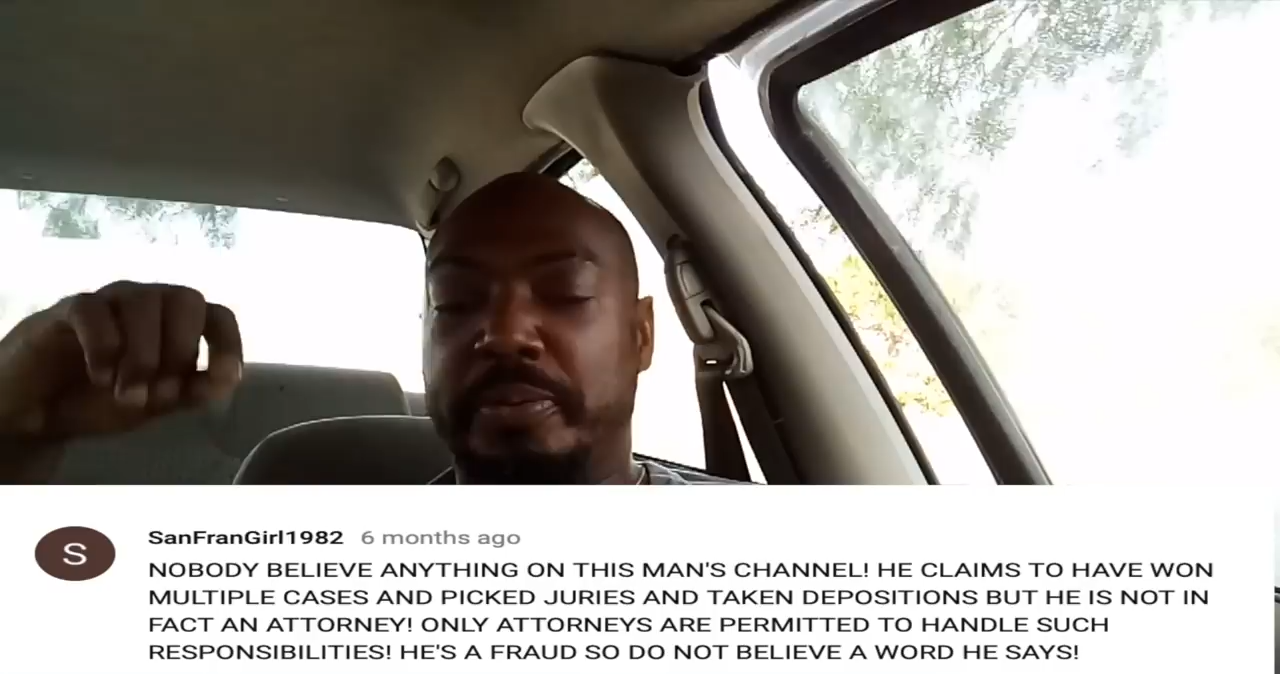 S
SanFranGirl1982 6 months ago
NOBODY BELIEVE ANYTHING ON THIS MAN'S CHANNEL! HE CLAIMS TO HAVE WON
MULTIPLE CASES AND PICKED JURIES AND TAKEN DEPOSITIONS BUT HE IS NOT IN
FACT AN ATTORNEY! ONLY ATTORNEYS ARE PERMITTED TO HANDLE SUCH
RESPONSIBILITIES! HE'S A FRAUD SO DO NOT BELIEVE A WORD HE SAYS!